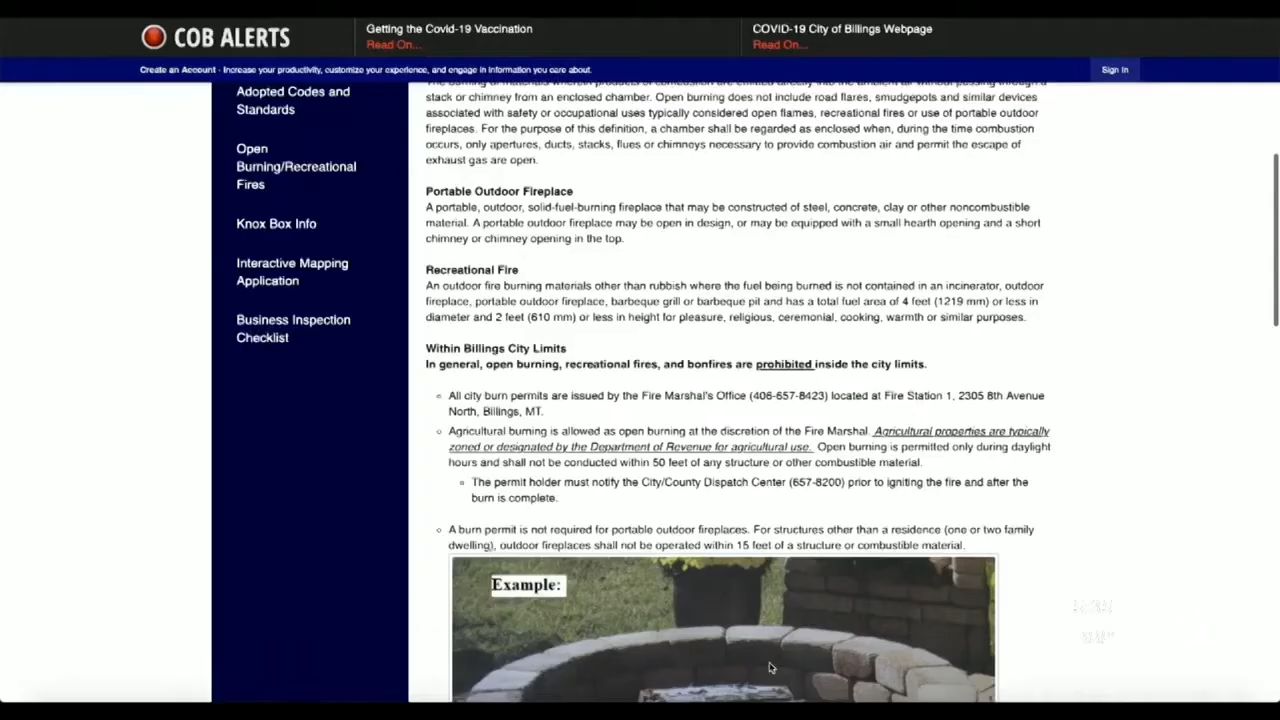 COB ALERTS
Getting the Covid-19 Vaccination
Read On...
COVID-19 City of Billings Webpage
Read On...
Create an Account - Increase your productivity, customize your experience, and engage in information you care about.
Sign In
Adopted Codes and
Standards
Open
Burning/Recreational
Fires
Knox Box Info
Interactive Mapping
Application
Business Inspection
Checklist
stack or chimney from an enclosed chamber. Open burning does not include road flares, smudgepots and similar devices
associated with safety or occupational uses typically considered open flames, recreational fires or use of portable outdoor
fireplaces. For the purpose of this definition, a chamber shall be regarded as enclosed when, during the time combustion
occurs, only apertures, ducts, stacks, flues or chimneys necessary to provide combustion air and permit the escape of
exhaust gas are open.
Portable Outdoor Fireplace
A portable, outdoor, solid-fuel-burning fireplace that may be constructed of steel, concrete, clay or other noncombustible
material. A portable outdoor fireplace may be open in design, or may be equipped with a small hearth opening and a short
chimney or chimney opening in the top.
Recreational Fire
An outdoor fire burning materials other than rubbish where the fuel being burned is not contained in an incinerator, outdoor
fireplace, portable outdoor fireplace, barbeque grill or barbeque pit and has a total fuel area of 4 feet (1219 mm) or less in
diameter and 2 feet (610 mm) or less in height for pleasure, religious, ceremonial, cooking, warmth or similar purposes.
Within Billings City Limits
In general, open burning, recreational fires, and bonfires are prohibited inside the city limits.
All city burn permits are issued by the Fire Marshal's Office (406-657-8423) located at Fire Station 1, 2305 8th Avenue
North, Billings, MT.
Agricultural burning is allowed as open burning at the discretion of the Fire Marshal. Agricultural properties are typically
zoned or designated by the Department of Revenue for agricultural use. Open burning is permitted only during daylight
hours and shall not be conducted within 50 feet of any structure or other combustible material.
The permit holder must notify the City/County Dispatch Center (657-8200) prior to igniting the fire and after the
burn is complete.
A burn permit is not required for portable outdoor fireplaces. For structures other than a residence (one or two family
dwelling), outdoor fireplaces shall not be operated within 15 feet of a structure or combustible material.
Example: